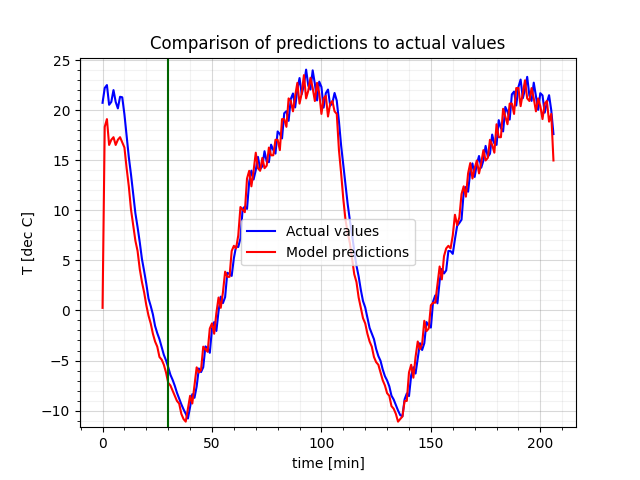 Comparison of predictions to actual values
25
20
15
10
5
0
−5
−10
T [dec C]
Actual values
Model predictions
0 50 100 150 200
time [min]